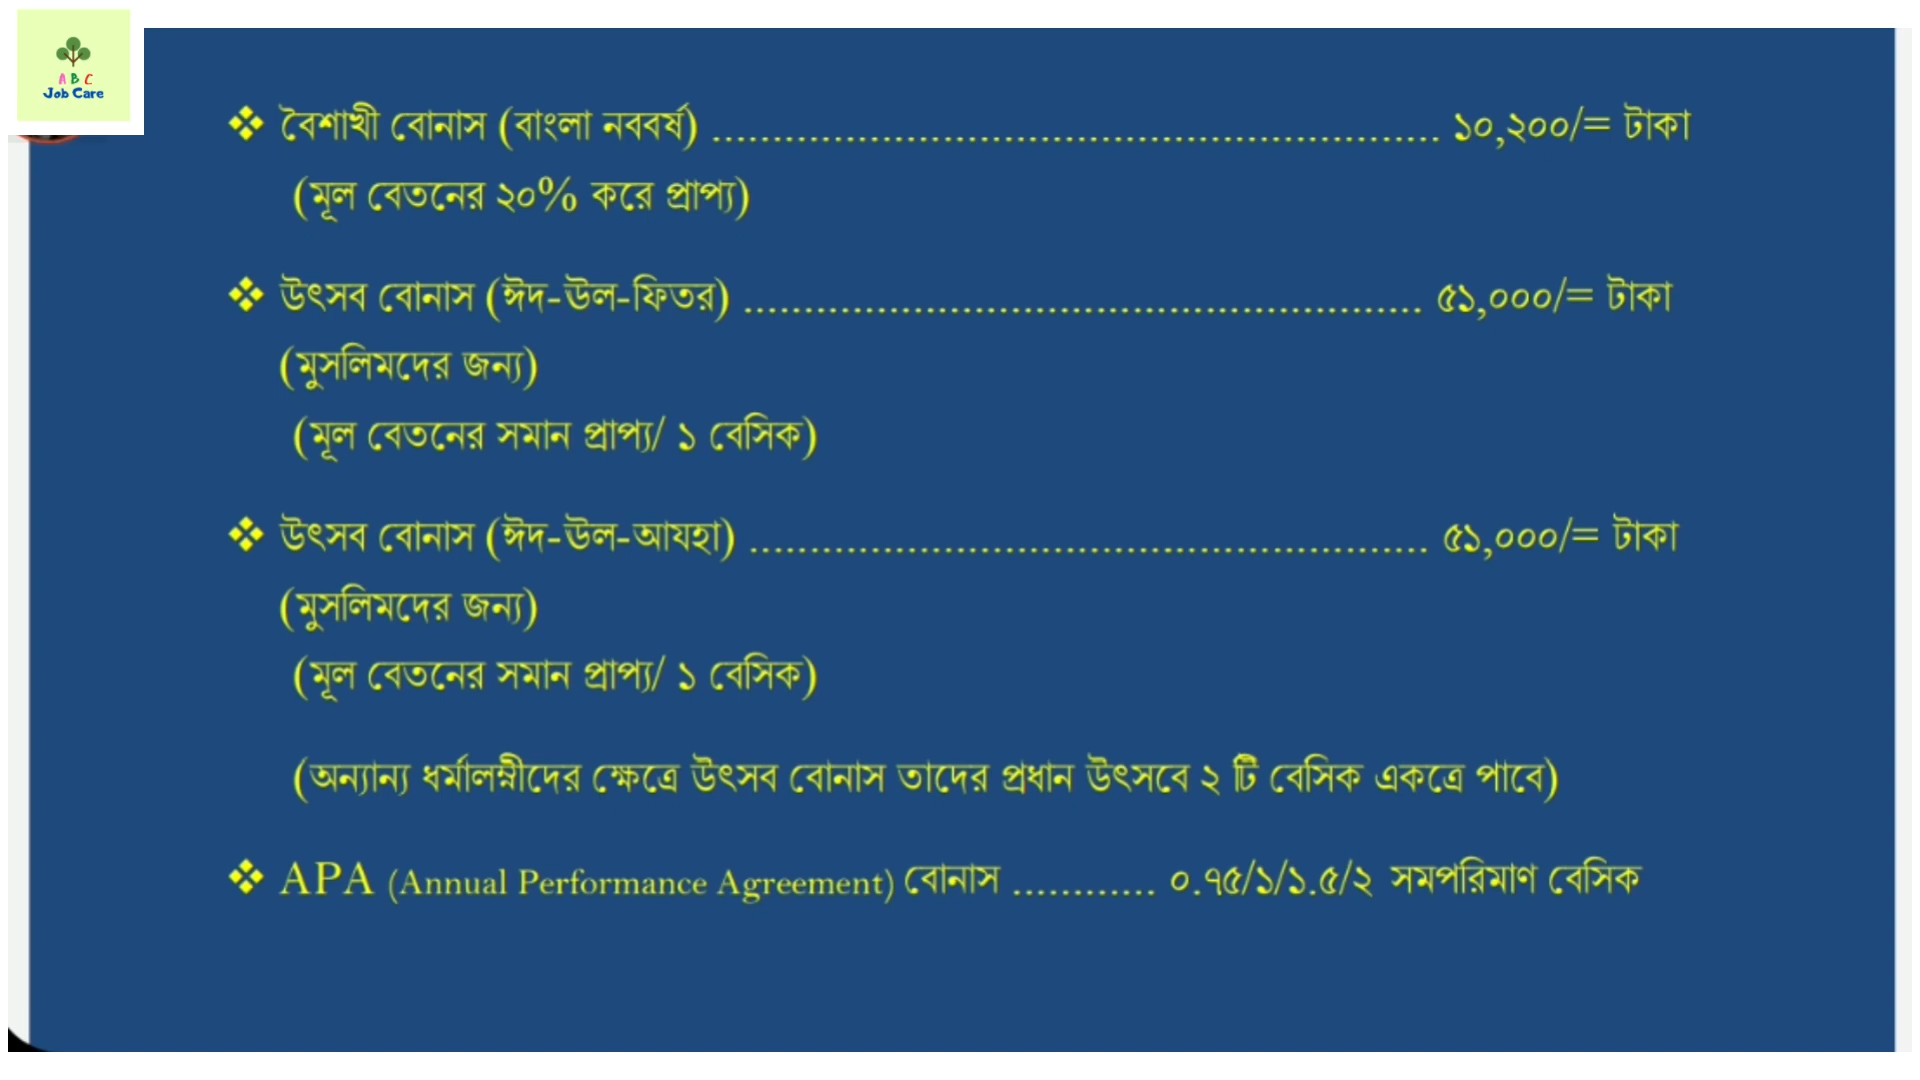 A B C
Job Care
❖ বৈশাখী বোনাস (বাংলা নববর্ষ) ............................................................ ১০,২০০/= টাকা
(মূল বেতনের ২০% করে প্রাপ্য)
❖ উৎসব বোনাস (ঈদ-উল-ফিতর) ........................................................ ৫১,০০০/= টাকা
(মুসলিমদের জন্য)
(মূল বেতনের সমান প্রাপ্য/ ১ বেসিক)
❖ উৎসব বোনাস (ঈদ-উল-আযহা) ........................................................ ৫১,০০০/= টাকা
(মুসলিমদের জন্য)
(মূল বেতনের সমান প্রাপ্য/ ১ বেসিক)
(অন্যান্য ধর্মালম্বীদের ক্ষেত্রে উৎসব বোনাস তাদের প্রধান উৎসবে ২ টি বেসিক একত্রে পাবে)
❖ APA (Annual Performance Agreement) বোনাস ............ ০.৭৫/১/১.৫/২ সমপরিমাণ বেসিক